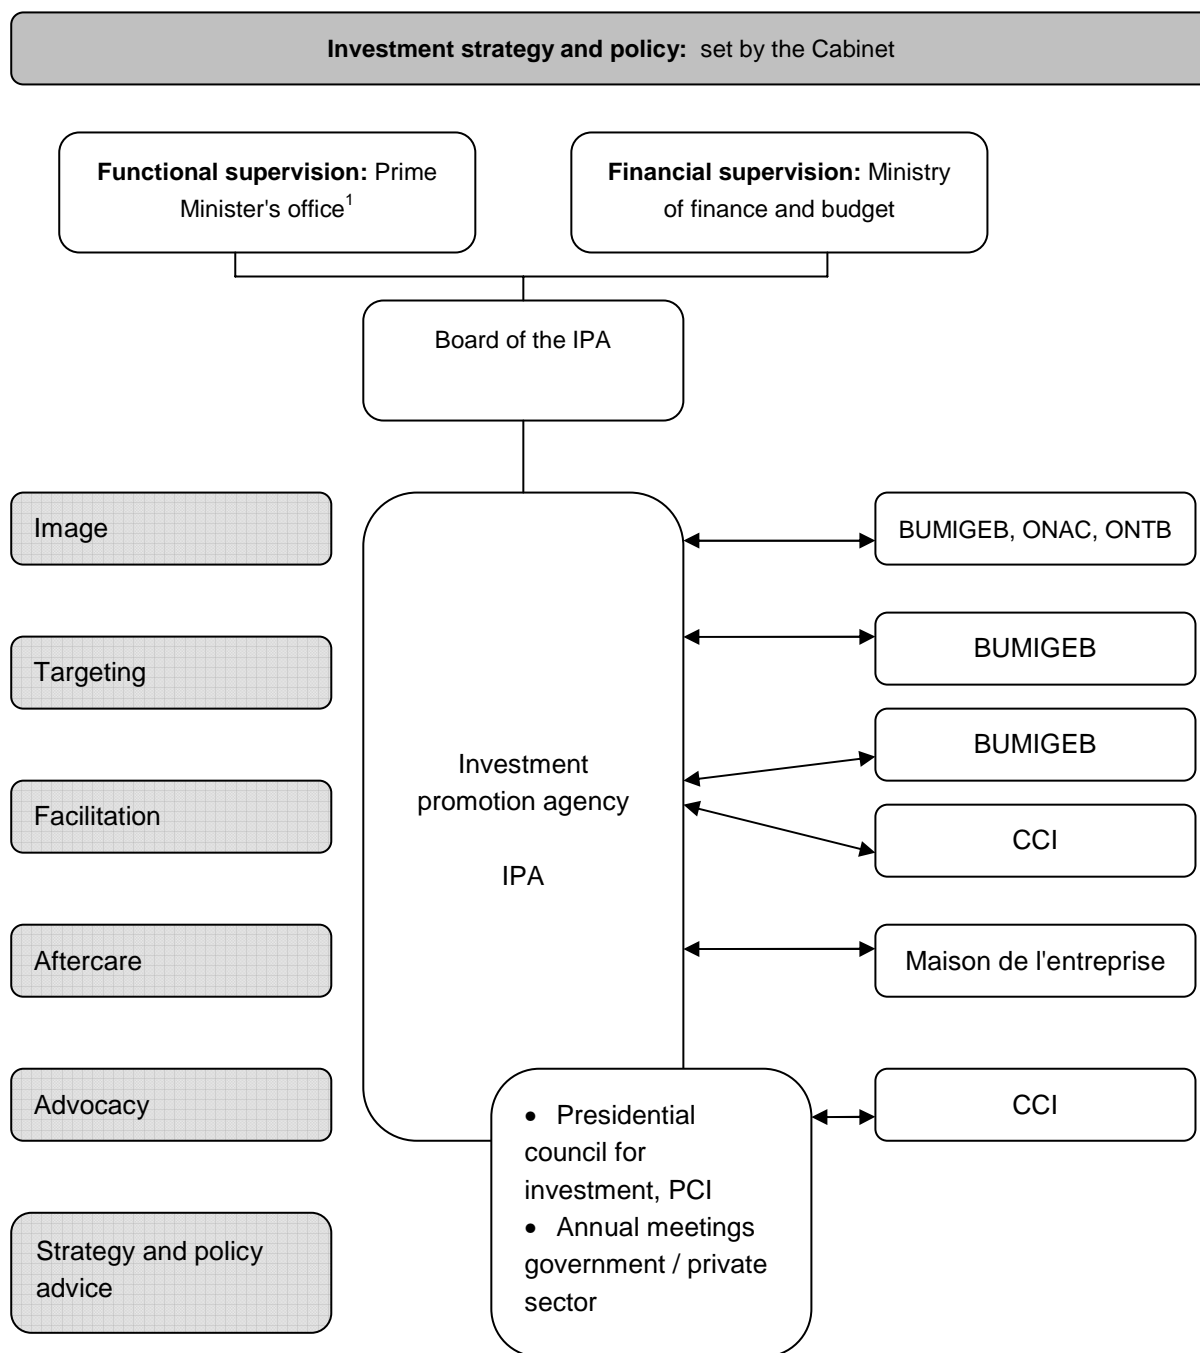 Investment strategy and policy: set by the Cabinet
Functional supervision: Prime
Minister's office1
Financial supervision: Ministry
of finance and budget
Board of the IPA
Image
BUMIGEB, ONAC, ONTB
Targeting
BUMIGEB
BUMIGEB
Investment
promotion agency
IPA
Facilitation
CCI
Aftercare
Maison de l'entreprise
Advocacy
• Presidential
council for
investment, PCI
• Annual meetings
government / private
sector
CCI
Strategy and policy
advice